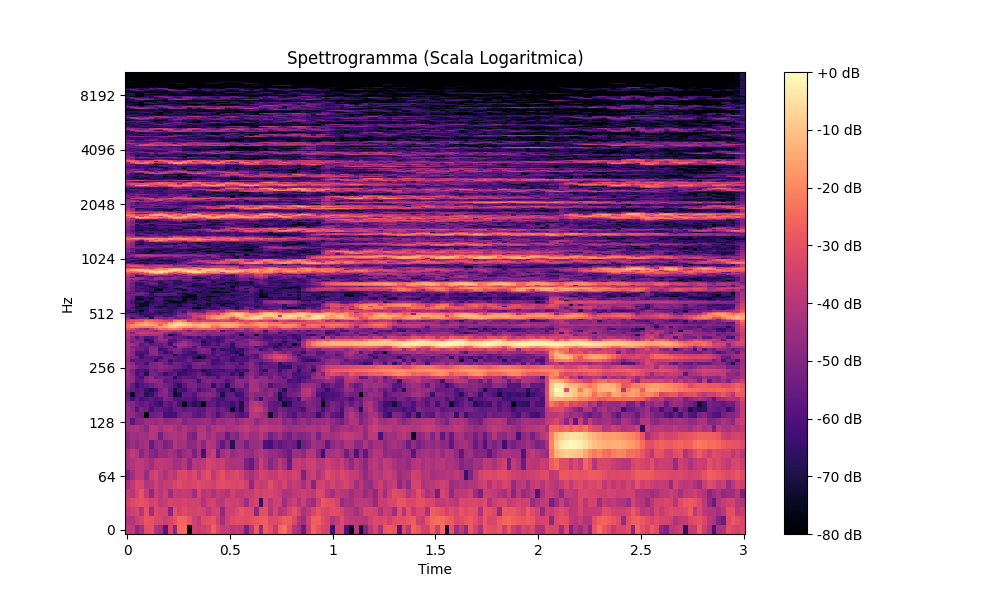 Spettrogramma (Scala Logaritmica)
Hz
8192
4096
2048
1024
512
256
128
64
0
0
0.5
1
1.5
2
2.5
3
Time
+0 dB
-10 dB
-20 dB
-30 dB
-40 dB
-50 dB
-60 dB
-70 dB
-80 dB